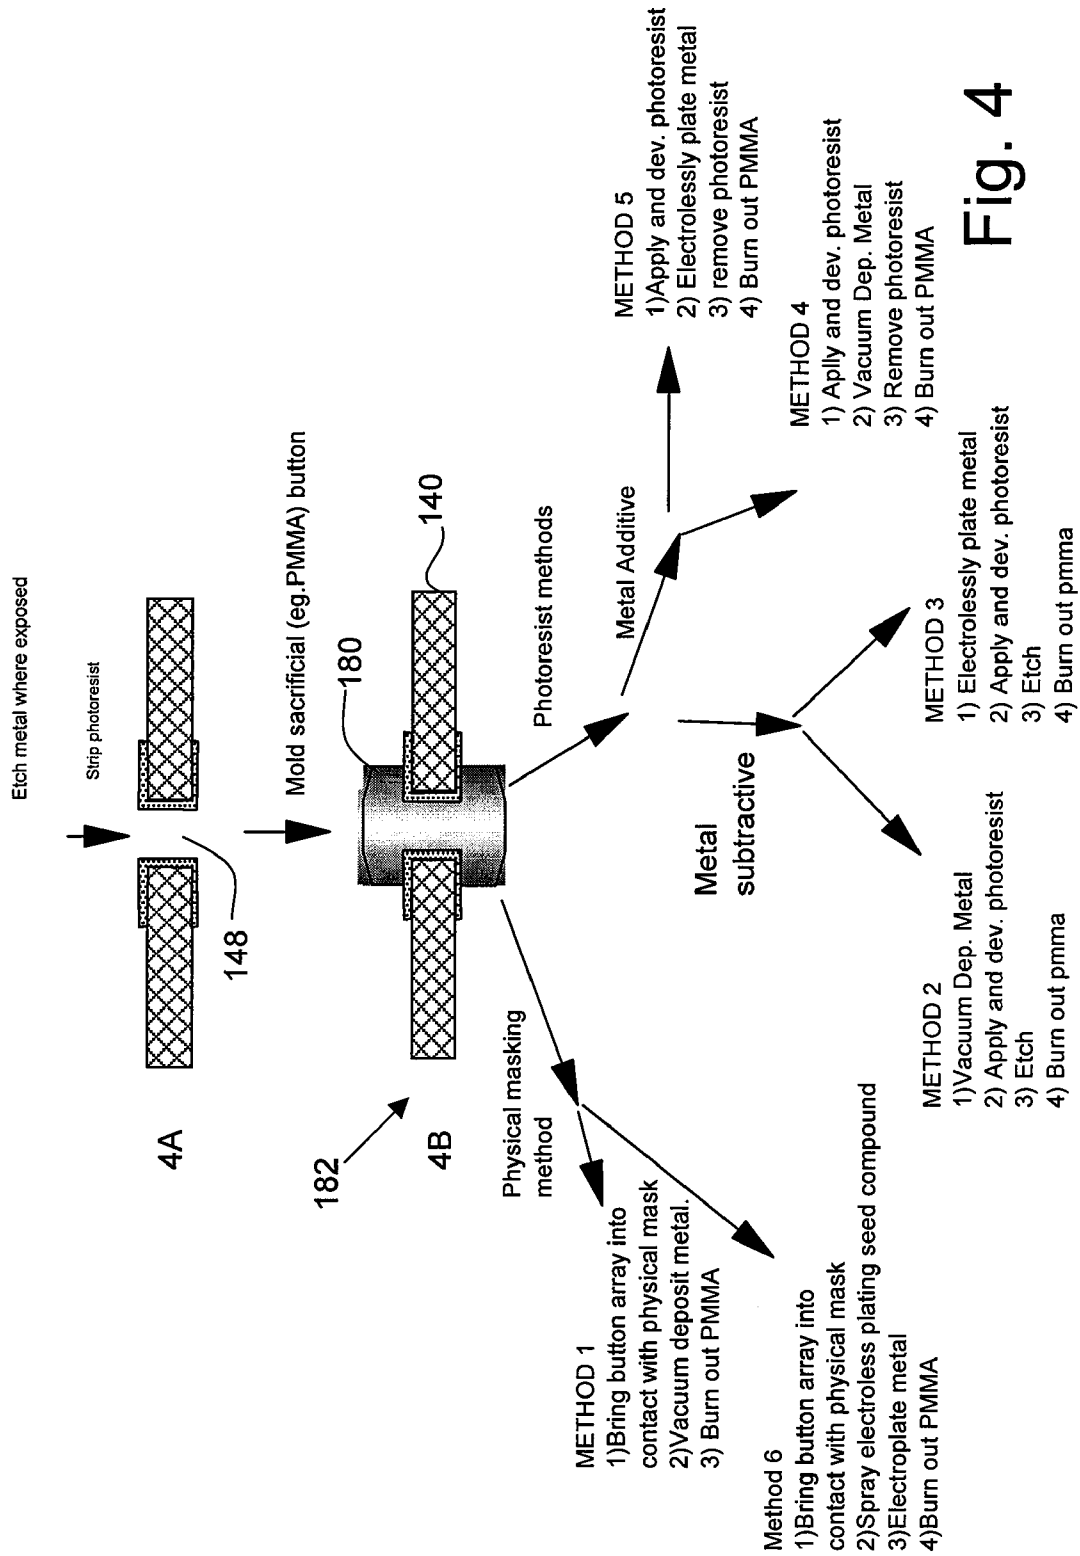 Etch metal where exposed
Strip photoresist
4A
148
Mold sacrificial (eg.PMMA) button
180
140
182
4B
Physical masking
method
Photoresist methods
Metal Additive
Metal
subtractive
METHOD 1
1)Bring button array into
contact with physical mask
2)Vacuum deposit metal.
3) Burn out PMMA
Method 6
1)Bring button array into
contact with physical mask
2)Spray electroless plating seed compound
3)Electroplate metal
4)Burn out PMMA
METHOD 2
1)Vacuum Dep. Metal
2) Apply and dev. photoresist
3) Etch
4) Burn out pmma
METHOD 3
1) Electrolessly plate metal
2) Apply and dev. photoresist
3) Etch
4) Burn out pmma
METHOD 4
1) Aplly and dev. photoresist
2) Vacuum Dep. Metal
3) Remove photoresist
4) Burn out PMMA
METHOD 5
1)Apply and dev. photoresist
2) Electrolessly plate metal
3) remove photoresist
4) Burn out PMMA
Fig. 4